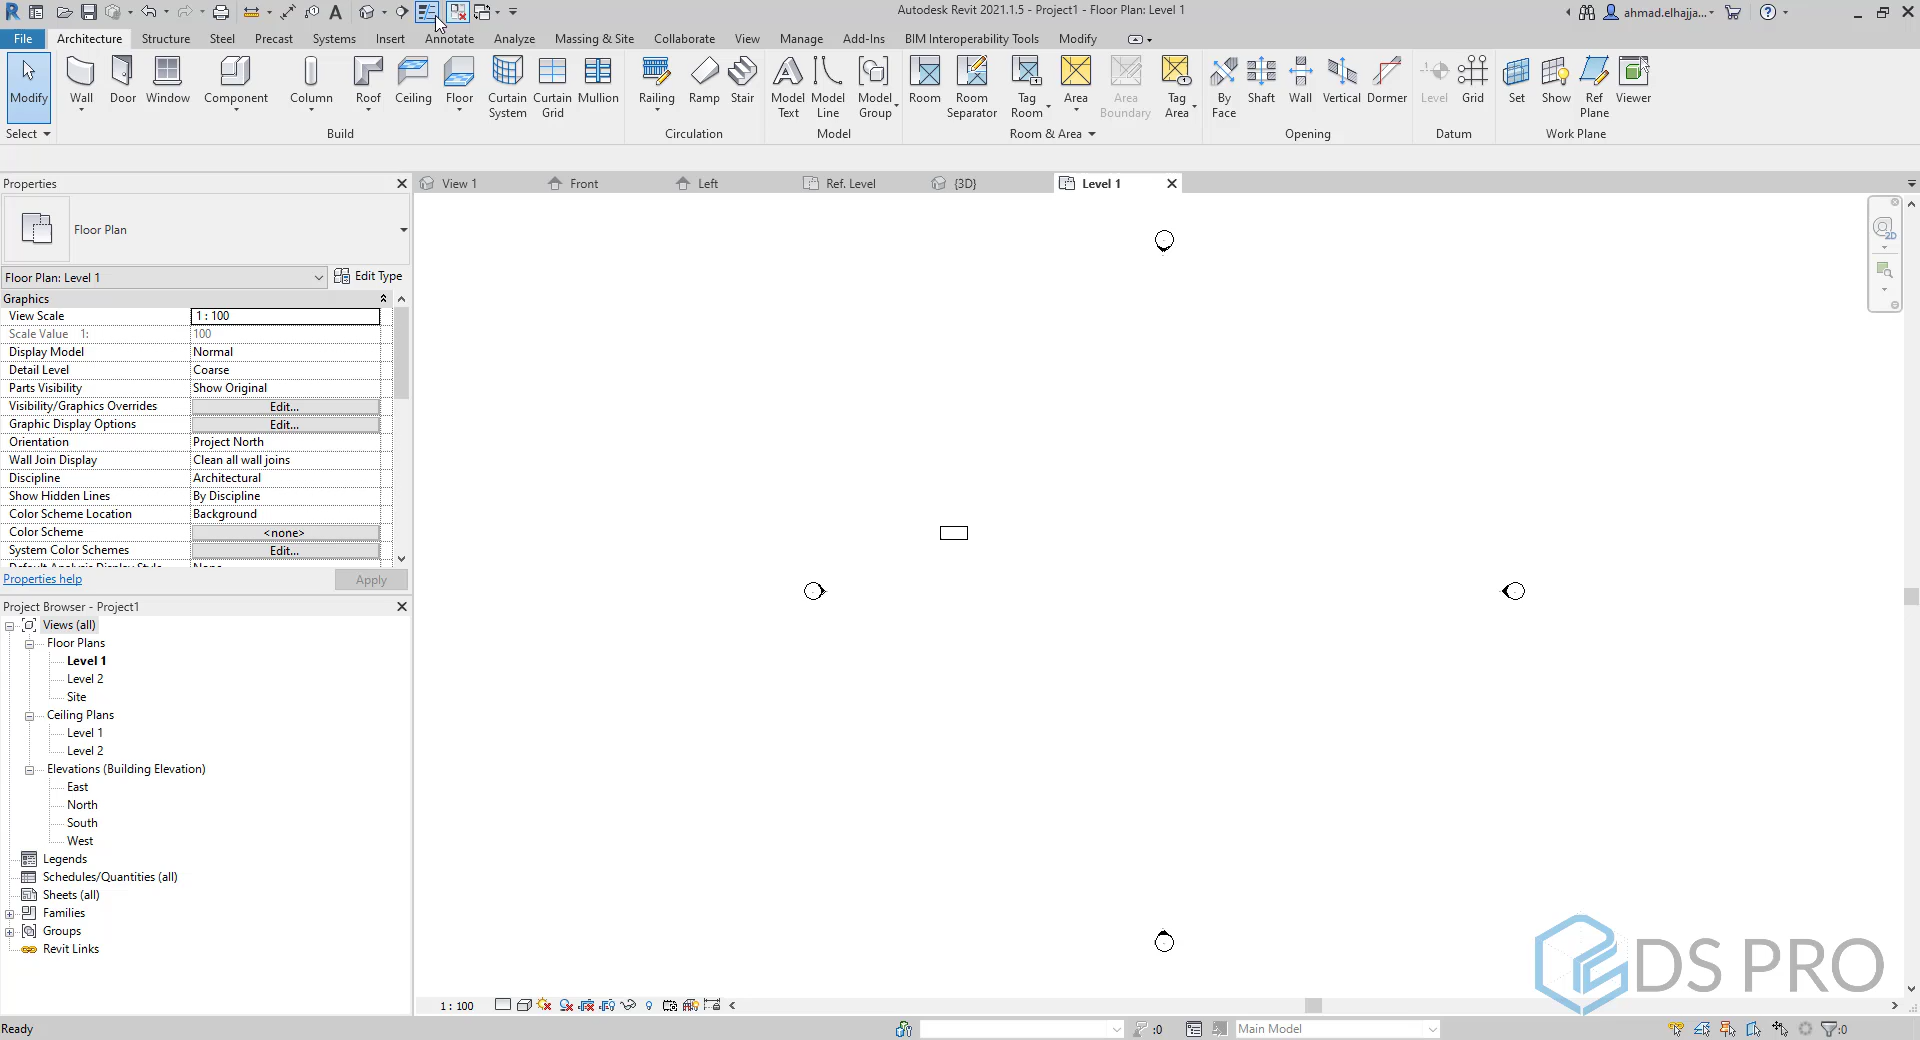 Autodesk Revit 2021.1.5 - Project1 - Floor Plan: Level 1
ahmad.elhajja...
File Architecture Structure Steel Precast Systems Insert Annotate Analyze Massing & Site Collaborate View Manage Add-Ins BIM Interoperability Tools Modify
Modify
Wall Door Window Component Column Roof Ceiling Floor Curtain System Curtain Grid Mullion
Railing Ramp Stair
Model Text Model Line Model Group
Room Room Separator Tag Room Area Area Boundary Tag Area
By Face Shaft Wall Vertical Dormer
Level Grid
Set Show Ref Plane Viewer
Select Build Circulation Model Room & Area Opening Datum Work Plane
Properties
View 1 Front Left Ref. Level {3D} Level 1
Floor Plan
2D
Floor Plan: Level 1 Edit Type
Graphics
View Scale 1 : 100
Scale Value 1: 100
Display Model Normal
Detail Level Coarse
Parts Visibility Show Original
Visibility/Graphics Overrides Edit...
Graphic Display Options Edit...
Orientation Project North
Wall Join Display Clean all wall joins
Discipline Architectural
Show Hidden Lines By Discipline
Color Scheme Location Background
Color Scheme <none>
System Color Schemes Edit...
Default Analysis Display Style None
Properties help Apply
Project Browser - Project1
Views (all)
Floor Plans
Level 1
Level 2
Site
Ceiling Plans
Level 1
Level 2
Elevations (Building Elevation)
East
North
South
West
Legends
Schedules/Quantities (all)
Sheets (all)
Families
Groups
Revit Links
DS PRO
1 : 100
Ready
:0
Main Model
:0